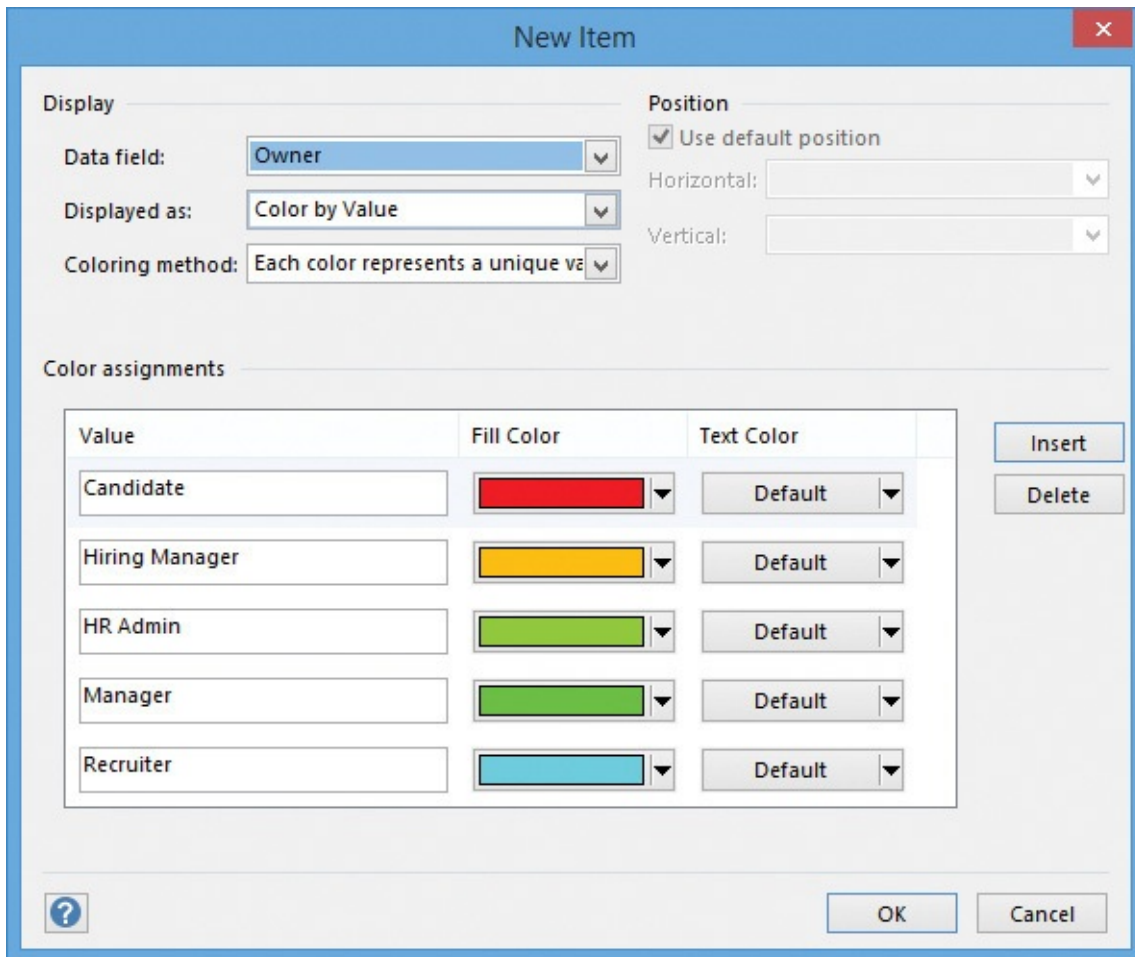 New Item
Display
Data field: Owner
Displayed as: Color by Value
Coloring method: Each color represents a unique va
Position
Use default position
Horizontal:
Vertical:
Color assignments
Value Fill Color Text Color
Candidate Default
Hiring Manager Default
HR Admin Default
Manager Default
Recruiter Default
Insert
Delete
? OK Cancel